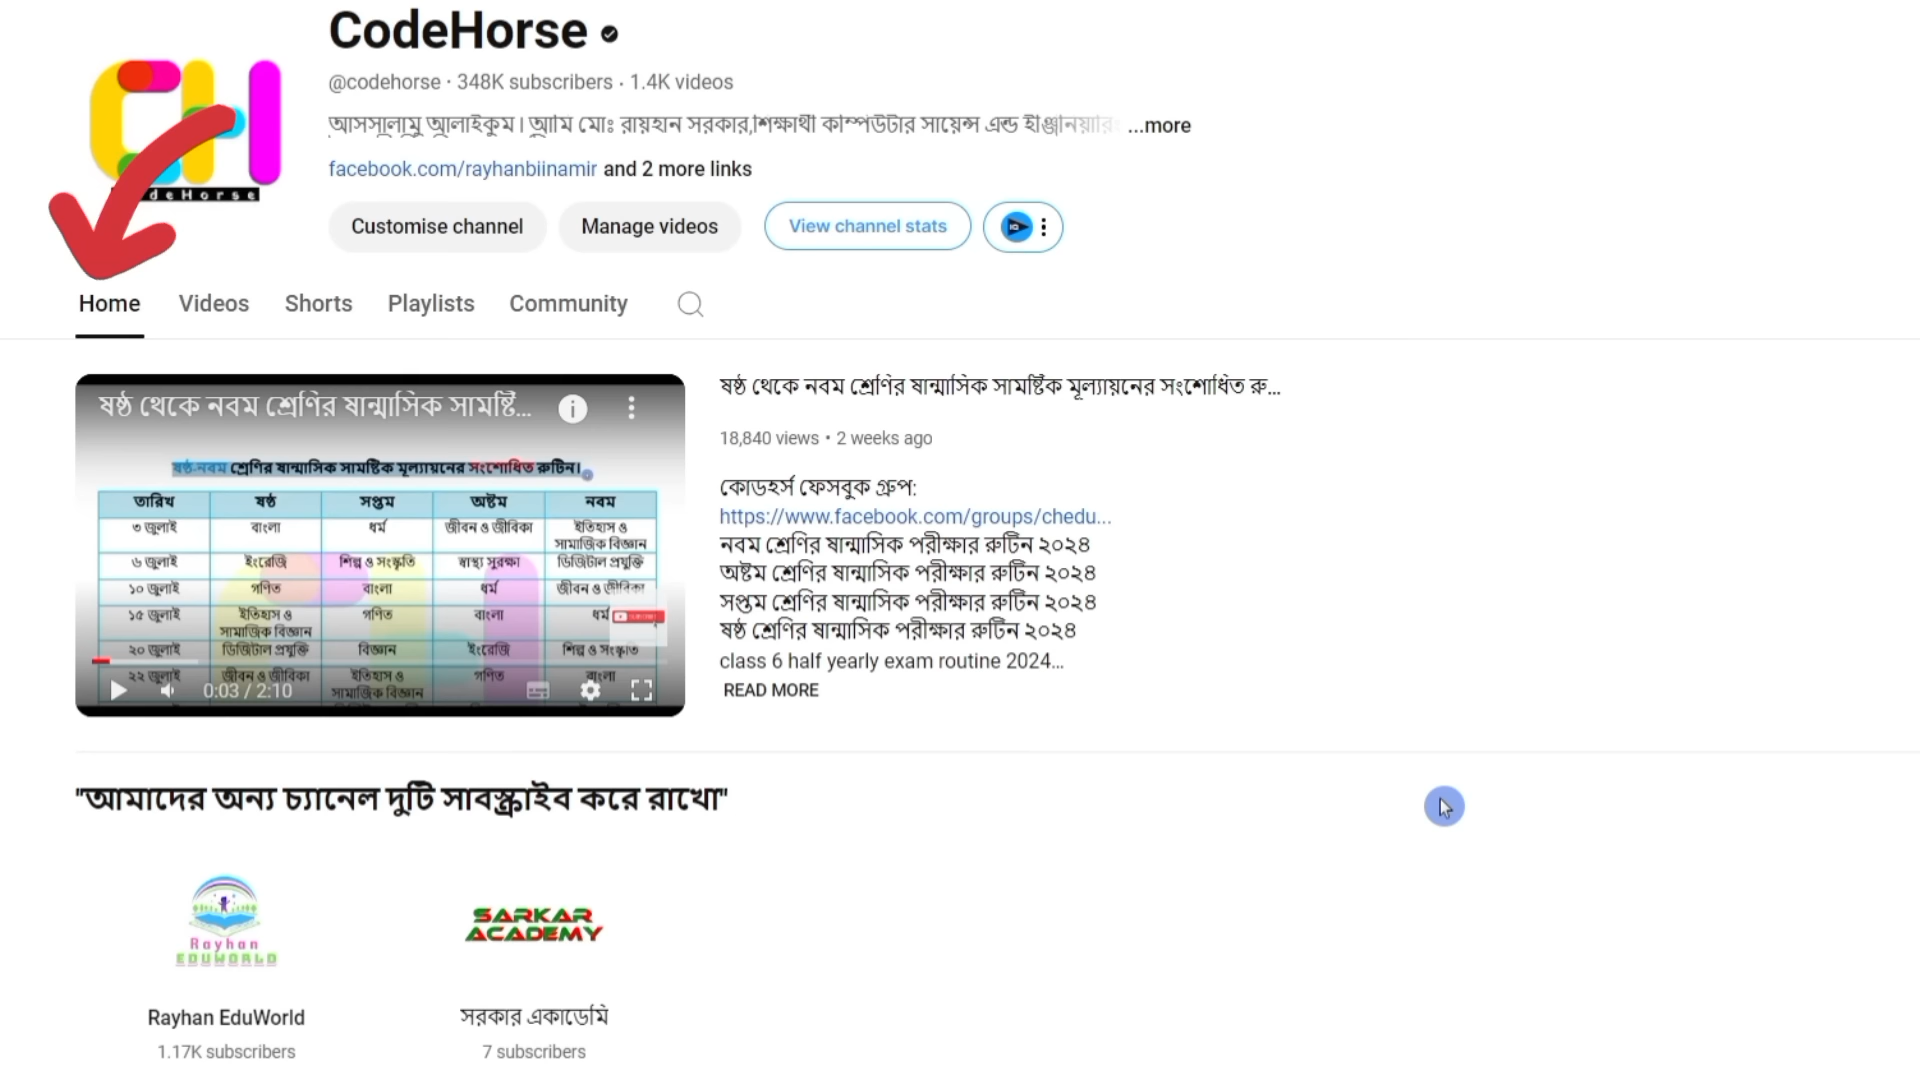 CodeHorse
@codehorse · 348K subscribers · 1.4K videos
আসসালামু আলাইকুম। আমি মোঃ রায়হান সরকার,শিক্ষার্থী কম্পিউটার সায়েন্স এন্ড ইঞ্জিনিয়ারিং ...more
facebook.com/rayhanbiinamir and 2 more links
Customise channel Manage videos View channel stats
Home Videos Shorts Playlists Community
ষষ্ঠ থেকে নবম শ্রেণির ষান্মাসিক সামষ্টি...
ষষ্ঠ-নবম শ্রেণির ষান্মাসিক সামষ্টিক মূল্যায়নের সংশোধিত রুটিন।
তারিখ ষষ্ঠ সপ্তম অষ্টম নবম
৩ জুলাই বাংলা ধর্ম জীবন ও জীবিকা ইতিহাস ও সামাজিক বিজ্ঞান
৬ জুলাই ইংরেজি শিল্প ও সংস্কৃতি স্বাস্থ্য সুরক্ষা ডিজিটাল প্রযুক্তি
১০ জুলাই গণিত বাংলা ধর্ম জীবন ও জীবিকা
১৫ জুলাই ইতিহাস ও সামাজিক বিজ্ঞান গণিত বাংলা ধর্ম
২০ জুলাই ডিজিটাল প্রযুক্তি বিজ্ঞান ইংরেজি শিল্প ও সংস্কৃতি
২২ জুলাই জীবন ও জীবিকা ইতিহাস ও সামাজিক বিজ্ঞান গণিত বাংলা
0:03 / 2:10
ষষ্ঠ থেকে নবম শ্রেণির ষান্মাসিক সামষ্টিক মূল্যায়নের সংশোধিত রু...
18,840 views • 2 weeks ago
কোডহর্স ফেসবুক গ্রুপ:
https://www.facebook.com/groups/chedu...
নবম শ্রেণির ষান্মাসিক পরীক্ষার রুটিন ২০২৪
অষ্টম শ্রেণির ষান্মাসিক পরীক্ষার রুটিন ২০২৪
সপ্তম শ্রেণির ষান্মাসিক পরীক্ষার রুটিন ২০২৪
ষষ্ঠ শ্রেণির ষান্মাসিক পরীক্ষার রুটিন ২০২৪
class 6 half yearly exam routine 2024...
READ MORE
"আমাদের অন্য চ্যানেল দুটি সাবস্ক্রাইব করে রাখো"
Rayhan
EDUWORLD
SARKAR
ACADEMY
Rayhan EduWorld
1.17K subscribers
সরকার একাডেমি
7 subscribers